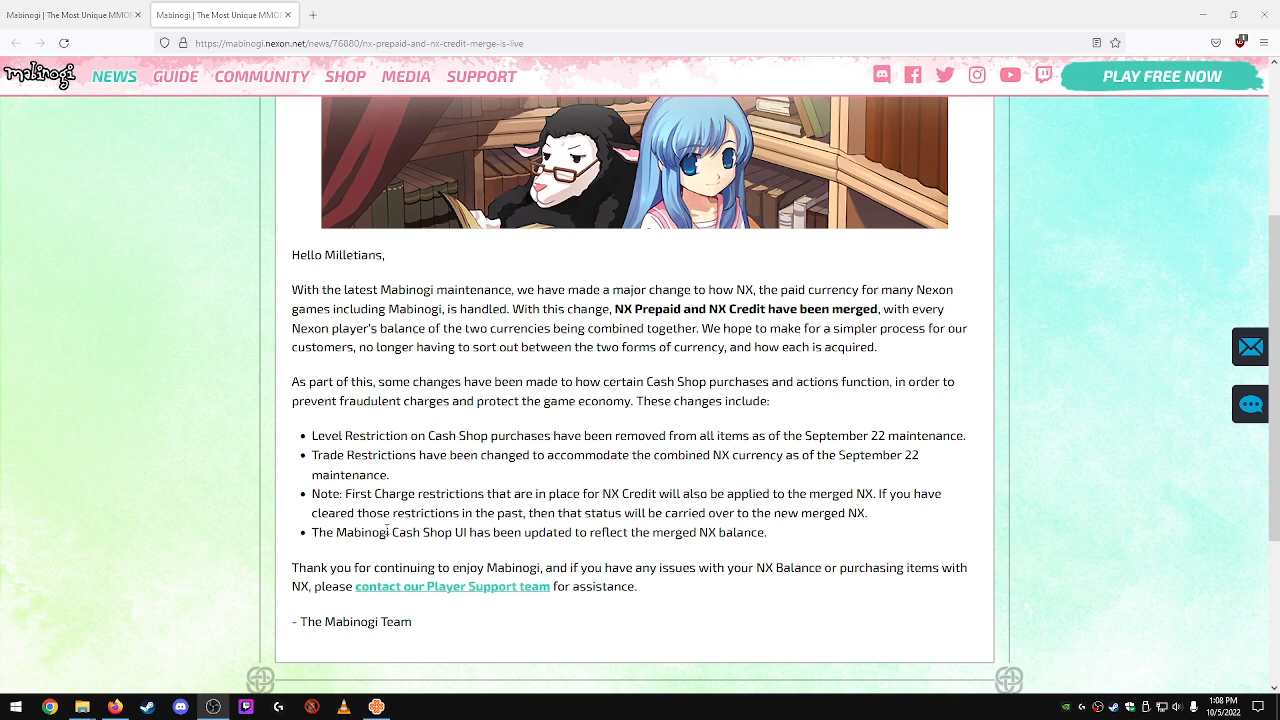 Mabinogi | The Most Unique MMOR
Mabinogi | The Most Unique MMOR
https://mabinogi.nexon.net/news/76880/nx-prepaid-and-nx-credit-merge-is-live
mabinogi NEWS GUIDE COMMUNITY SHOP MEDIA SUPPORT PLAY FREE NOW
Hello Milletians,
With the latest Mabinogi maintenance, we have made a major change to how NX, the paid currency for many Nexon
games including Mabinogi, is handled. With this change, NX Prepaid and NX Credit have been merged, with every
Nexon player's balance of the two currencies being combined together. We hope to make for a simpler process for our
customers, no longer having to sort out between the two forms of currency, and how each is acquired.
As part of this, some changes have been made to how certain Cash Shop purchases and actions function, in order to
prevent fraudulent charges and protect the game economy. These changes include:
• Level Restriction on Cash Shop purchases have been removed from all items as of the September 22 maintenance.
• Trade Restrictions have been changed to accommodate the combined NX currency as of the September 22
maintenance.
• Note: First Charge restrictions that are in place for NX Credit will also be applied to the merged NX. If you have
cleared those restrictions in the past, then that status will be carried over to the new merged NX.
• The Mabinogi Cash Shop UI has been updated to reflect the merged NX balance.
Thank you for continuing to enjoy Mabinogi, and if you have any issues with your NX Balance or purchasing items with
NX, please contact our Player Support team for assistance.
- The Mabinogi Team
1:08 PM
10/5/2022